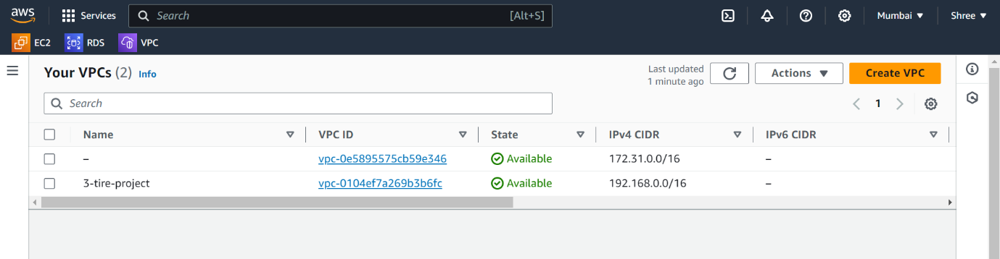 aws Services Search [Alt+S] Mumbai Shree
EC2 RDS VPC
Your VPCs (2) Info
Last updated
1 minute ago
Actions
Create VPC
Search
1
Name VPC ID State IPv4 CIDR IPv6 CIDR
– vpc-0e5895575cb59e346 Available 172.31.0.0/16 –
3-tire-project vpc-0104ef7a269b3b6fc Available 192.168.0.0/16 –